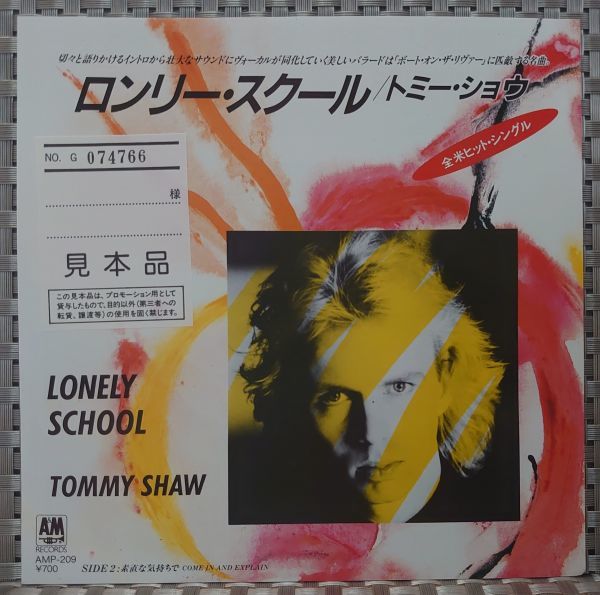 切々と語りかけるイントロから壮大なサウンドにヴォーカルが同化していく美しいバラードは「ボート・オン・ザ・リヴァー」に匹敵する名曲。
ロンリー・スクール/トミー・ショウ
全米ヒット・シングル
NO. G 074766
様
見本品
この見本品は、プロモーション用として
貸与したもので、目的以外(第三者への
転貸、譲渡等)の使用を固く禁じます。
LONELY
SCHOOL
TOMMY SHAW
A&M
RECORDS
AMP-209
¥700
SIDE 2:素直な気持ちで COME IN AND EXPLAIN